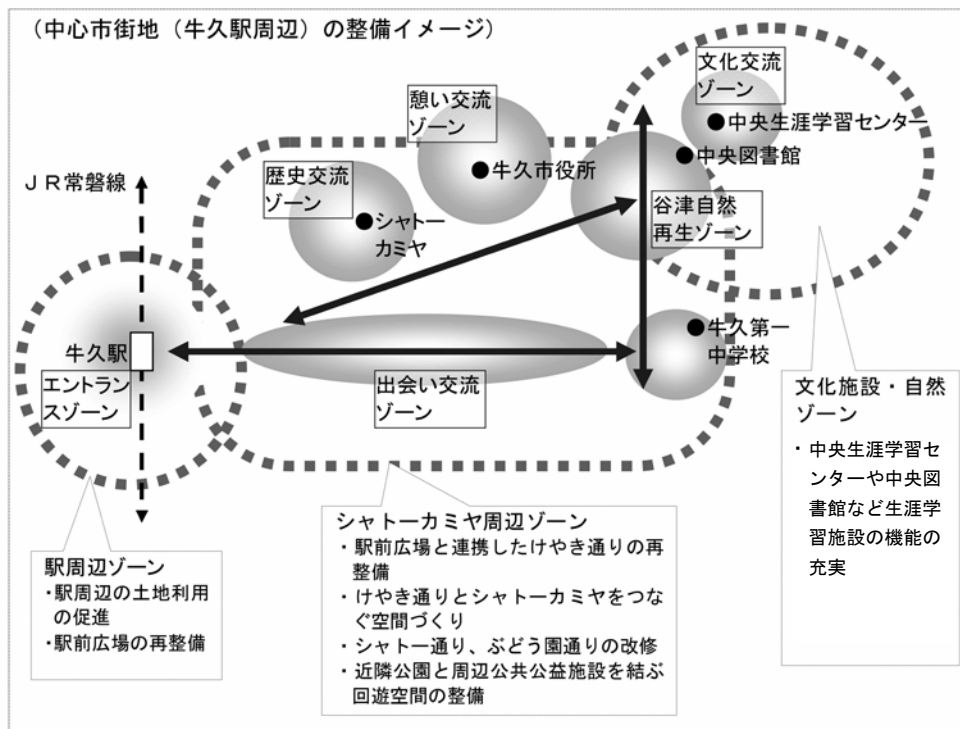 （中心市街地（牛久駅周辺）の整備イメージ）
文化交流
ゾーン
中央生涯学習センター
憩い交流
ゾーン
牛久市役所
中央図書館
ＪＲ常磐線
歴史交流
ゾーン
シャトー
カミヤ
谷津自然
再生ゾーン
牛久駅
エントラン
スゾーン
出会い交流
ゾーン
牛久第一
中学校
文化施設・自然
ゾーン
・中央生涯学習セ
ンターや中央図
書館など生涯学
習施設の機能の
充実
シャトーカミヤ周辺ゾーン
・駅前広場と連携したけやき通りの再
整備
・けやき通りとシャトーカミヤをつな
ぐ空間づくり
・シャトー通り、ぶどう園通りの改修
・近隣公園と周辺公共公益施設を結ぶ
回遊空間の整備
駅周辺ゾーン
・駅周辺の土地利用
の促進
・駅前広場の再整備